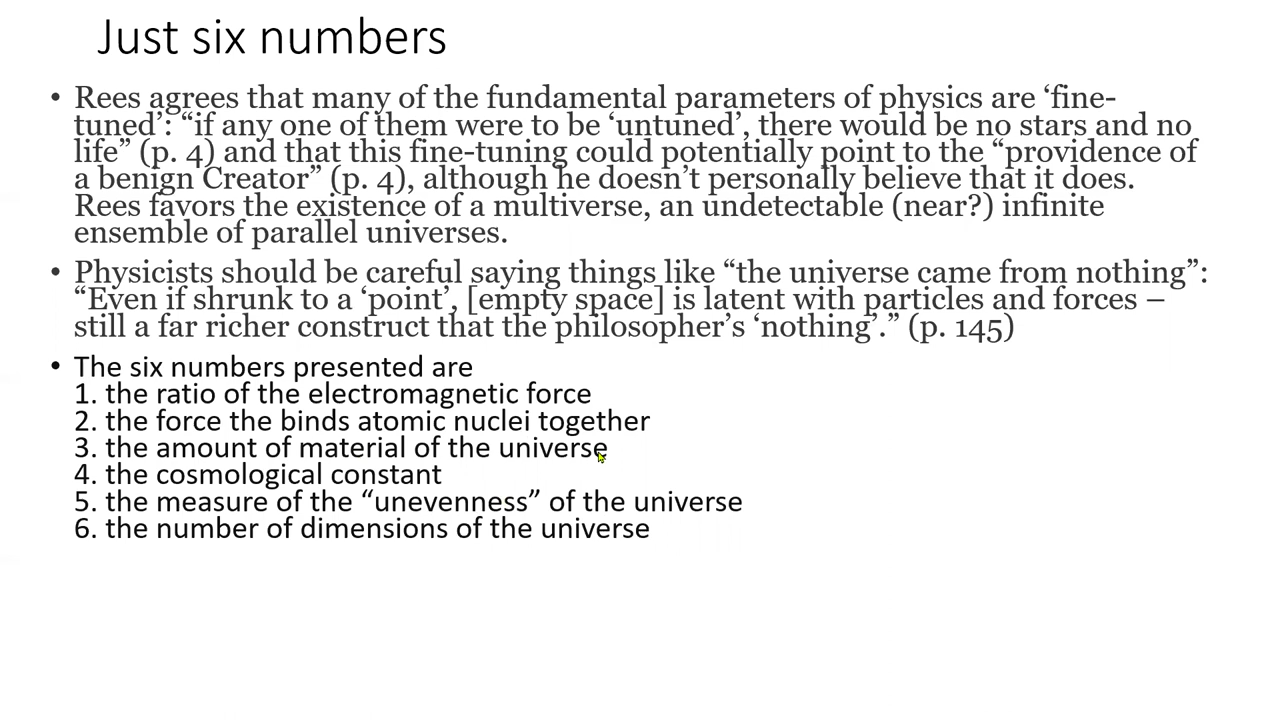 Just six numbers
• Rees agrees that many of the fundamental parameters of physics are ‘fine-
tuned’: “if any one of them were to be ‘untuned’, there would be no stars and no
life” (p. 4) and that this fine-tuning could potentially point to the “providence of
a benign Creator” (p. 4), although he doesn’t personally believe that it does.
Rees favors the existence of a multiverse, an undetectable (near?) infinite
ensemble of parallel universes.
• Physicists should be careful saying things like “the universe came from nothing”:
“Even if shrunk to a ‘point’, [empty space] is latent with particles and forces –
still a far richer construct that the philosopher’s ‘nothing’.” (p. 145)
• The six numbers presented are
1. the ratio of the electromagnetic force
2. the force the binds atomic nuclei together
3. the amount of material of the universe
4. the cosmological constant
5. the measure of the “unevenness” of the universe
6. the number of dimensions of the universe